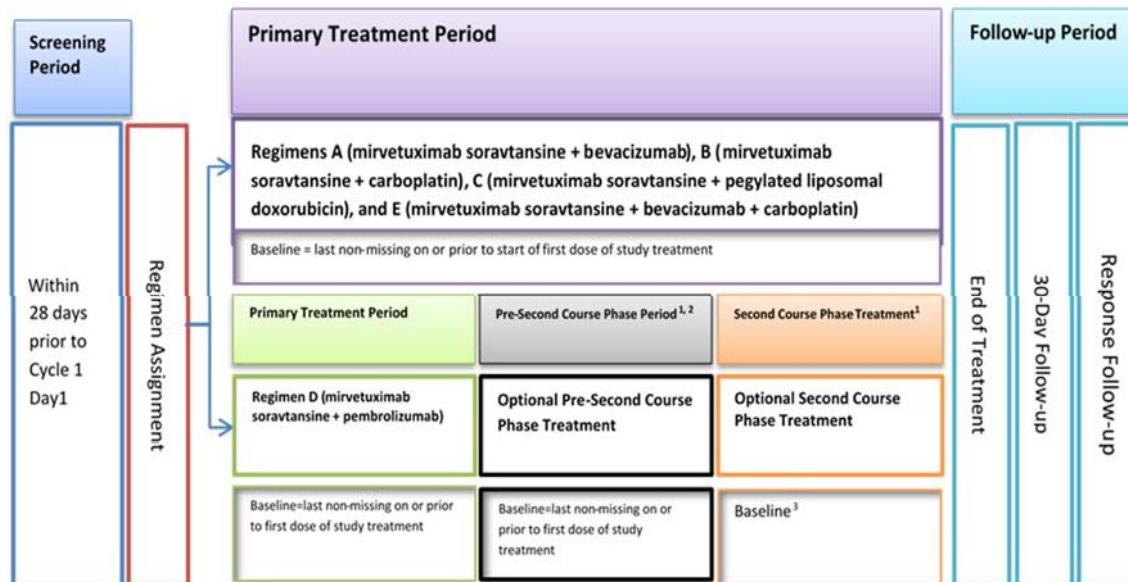 Screening
Period
Primary Treatment Period
Follow-up Period
Within
28 days
prior to
Cycle 1
Day1
Regimen Assignment
Regimens A (mirvetuximab soravtansine + bevacizumab), B (mirvetuximab
soravtansine + carboplatin), C (mirvetuximab soravtansine + pegylated liposomal
doxorubicin), and E (mirvetuximab soravtansine + bevacizumab + carboplatin)
Baseline = last non-missing on or prior to start of first dose of study treatment
Primary Treatment Period
Pre-Second Course Phase Period1, 2
Second Course Phase Treatment1
Regimen D (mirvetuximab
soravtansine + pembrolizumab)
Optional Pre-Second Course
Phase Treatment
Optional Second Course
Phase Treatment
Baseline=last non-missing on or prior
to first dose of study treatment
Baseline=last non-missing on or
prior to first dose of study
treatment
Baseline3
End of Treatment
30-Day Follow-up
Response Follow-up